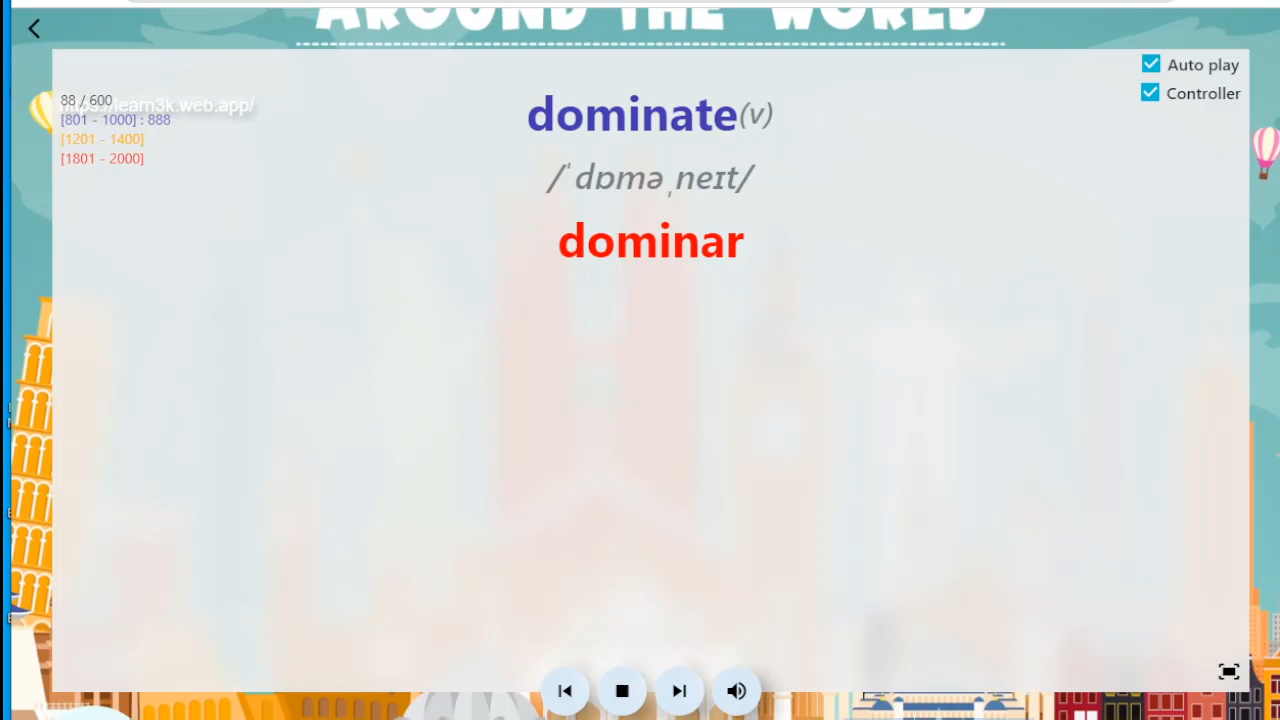 AROUND THE WORLD
Auto play
Controller
88 / 600
https://learn3k.web.app/
[801 - 1000] : 888
[1201 - 1400]
[1801 - 2000]
dominate(v)
/ˈdɒməˌneɪt/
dominar